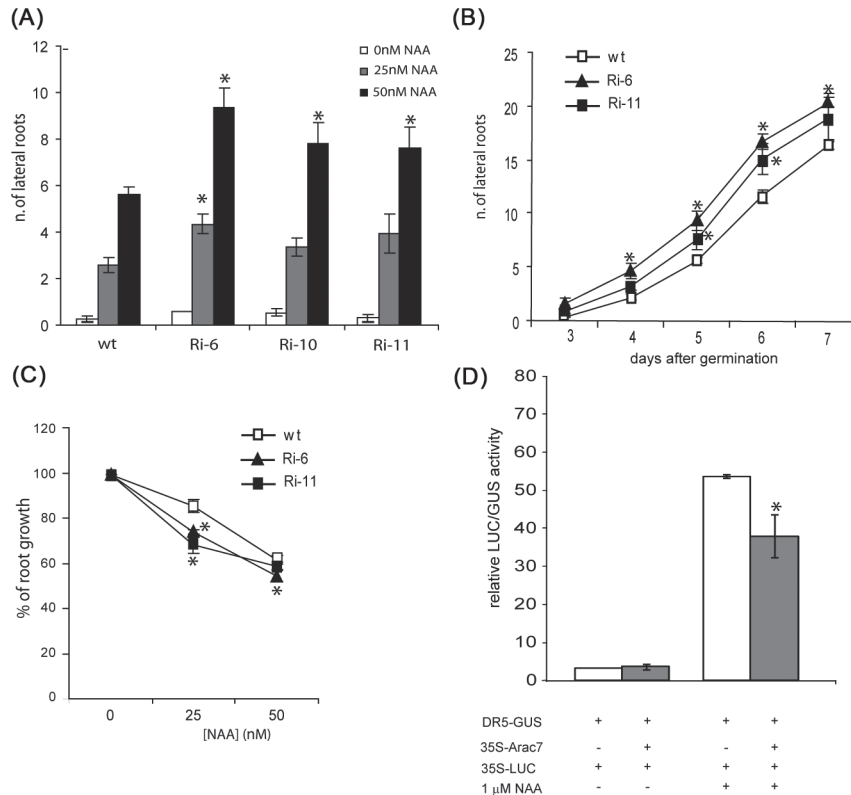 (A)
12
10
8
6
4
2
0
n. of lateral roots
0nM NAA
25nM NAA
50nM NAA
*
*
*
*
wt
Ri-6
Ri-10
Ri-11
(B)
wt
Ri-6
Ri-11
25
20
15
10
5
0
n. of lateral roots
*
*
*
*
*
*
3
4
5
6
7
days after germination
(C)
120
100
80
60
40
20
0
% of root growth
wt
Ri-6
Ri-11
*
*
*
0
25
50
[NAA] (nM)
(D)
80
70
60
50
40
30
20
10
0
relative LUC/GUS activity
*
DR5-GUS + + + +
35S-Arac7 - + - +
35S-LUC + + + +
1 µM NAA - - + +